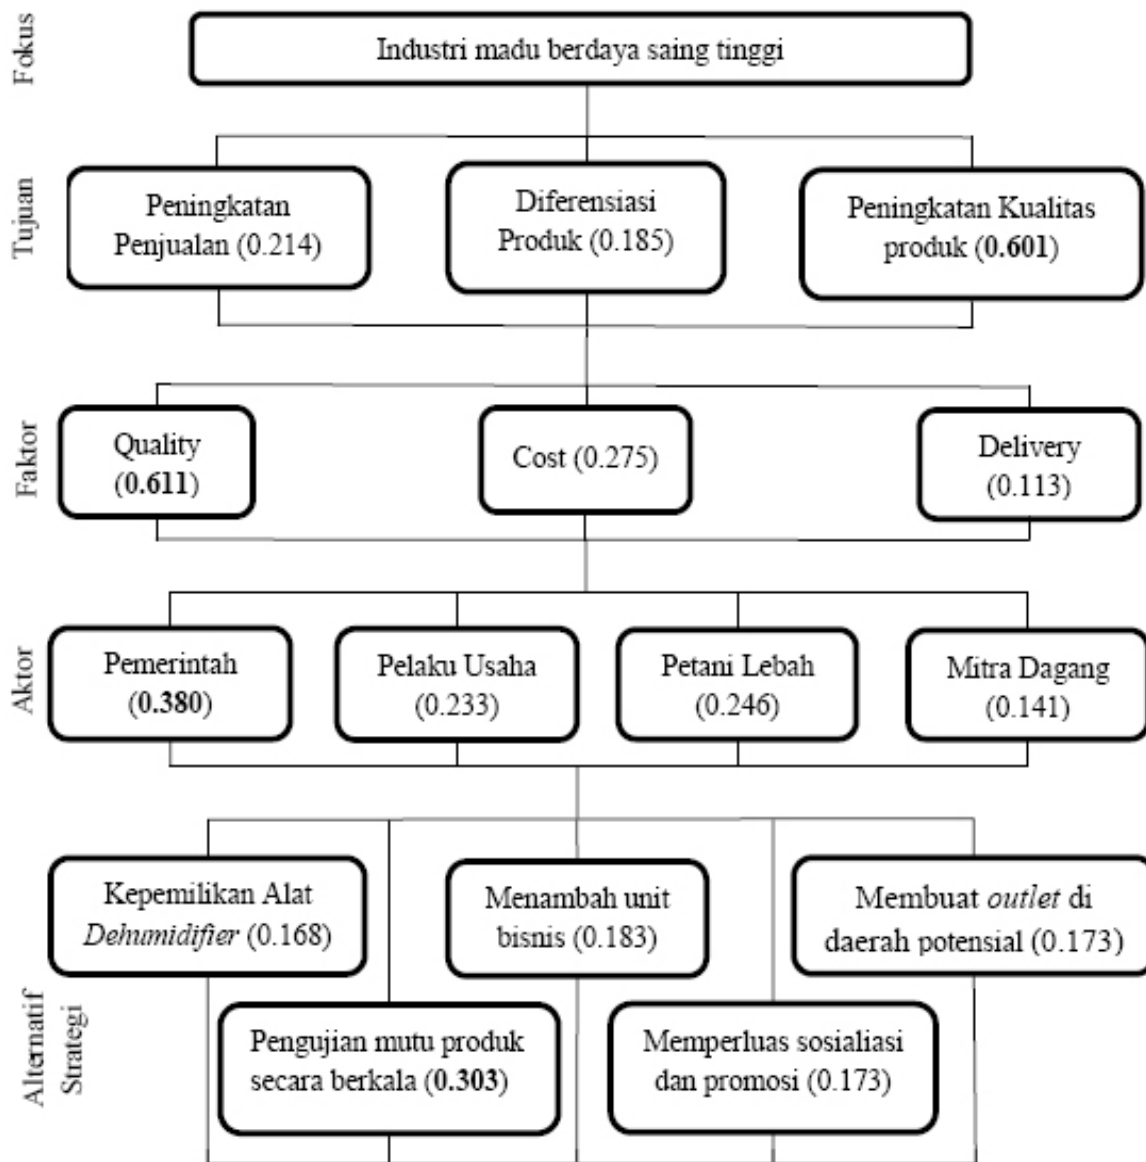 Fokus
Industri madu berdaya saing tinggi
Tujuan
Peningkatan
Penjualan (0.214)
Diferensiasi
Produk (0.185)
Peningkatan Kualitas
produk (0.601)
Faktor
Quality
(0.611)
Cost (0.275)
Delivery
(0.113)
Aktor
Pemerintah
(0.380)
Pelaku Usaha
(0.233)
Petani Lebah
(0.246)
Mitra Dagang
(0.141)
Alternatif
Strategi
Kepemilikan Alat
Dehumidifier (0.168)
Menambah unit
bisnis (0.183)
Membuat outlet di
daerah potensial (0.173)
Pengujian mutu produk
secara berkala (0.303)
Memperluas sosialiasi
dan promosi (0.173)